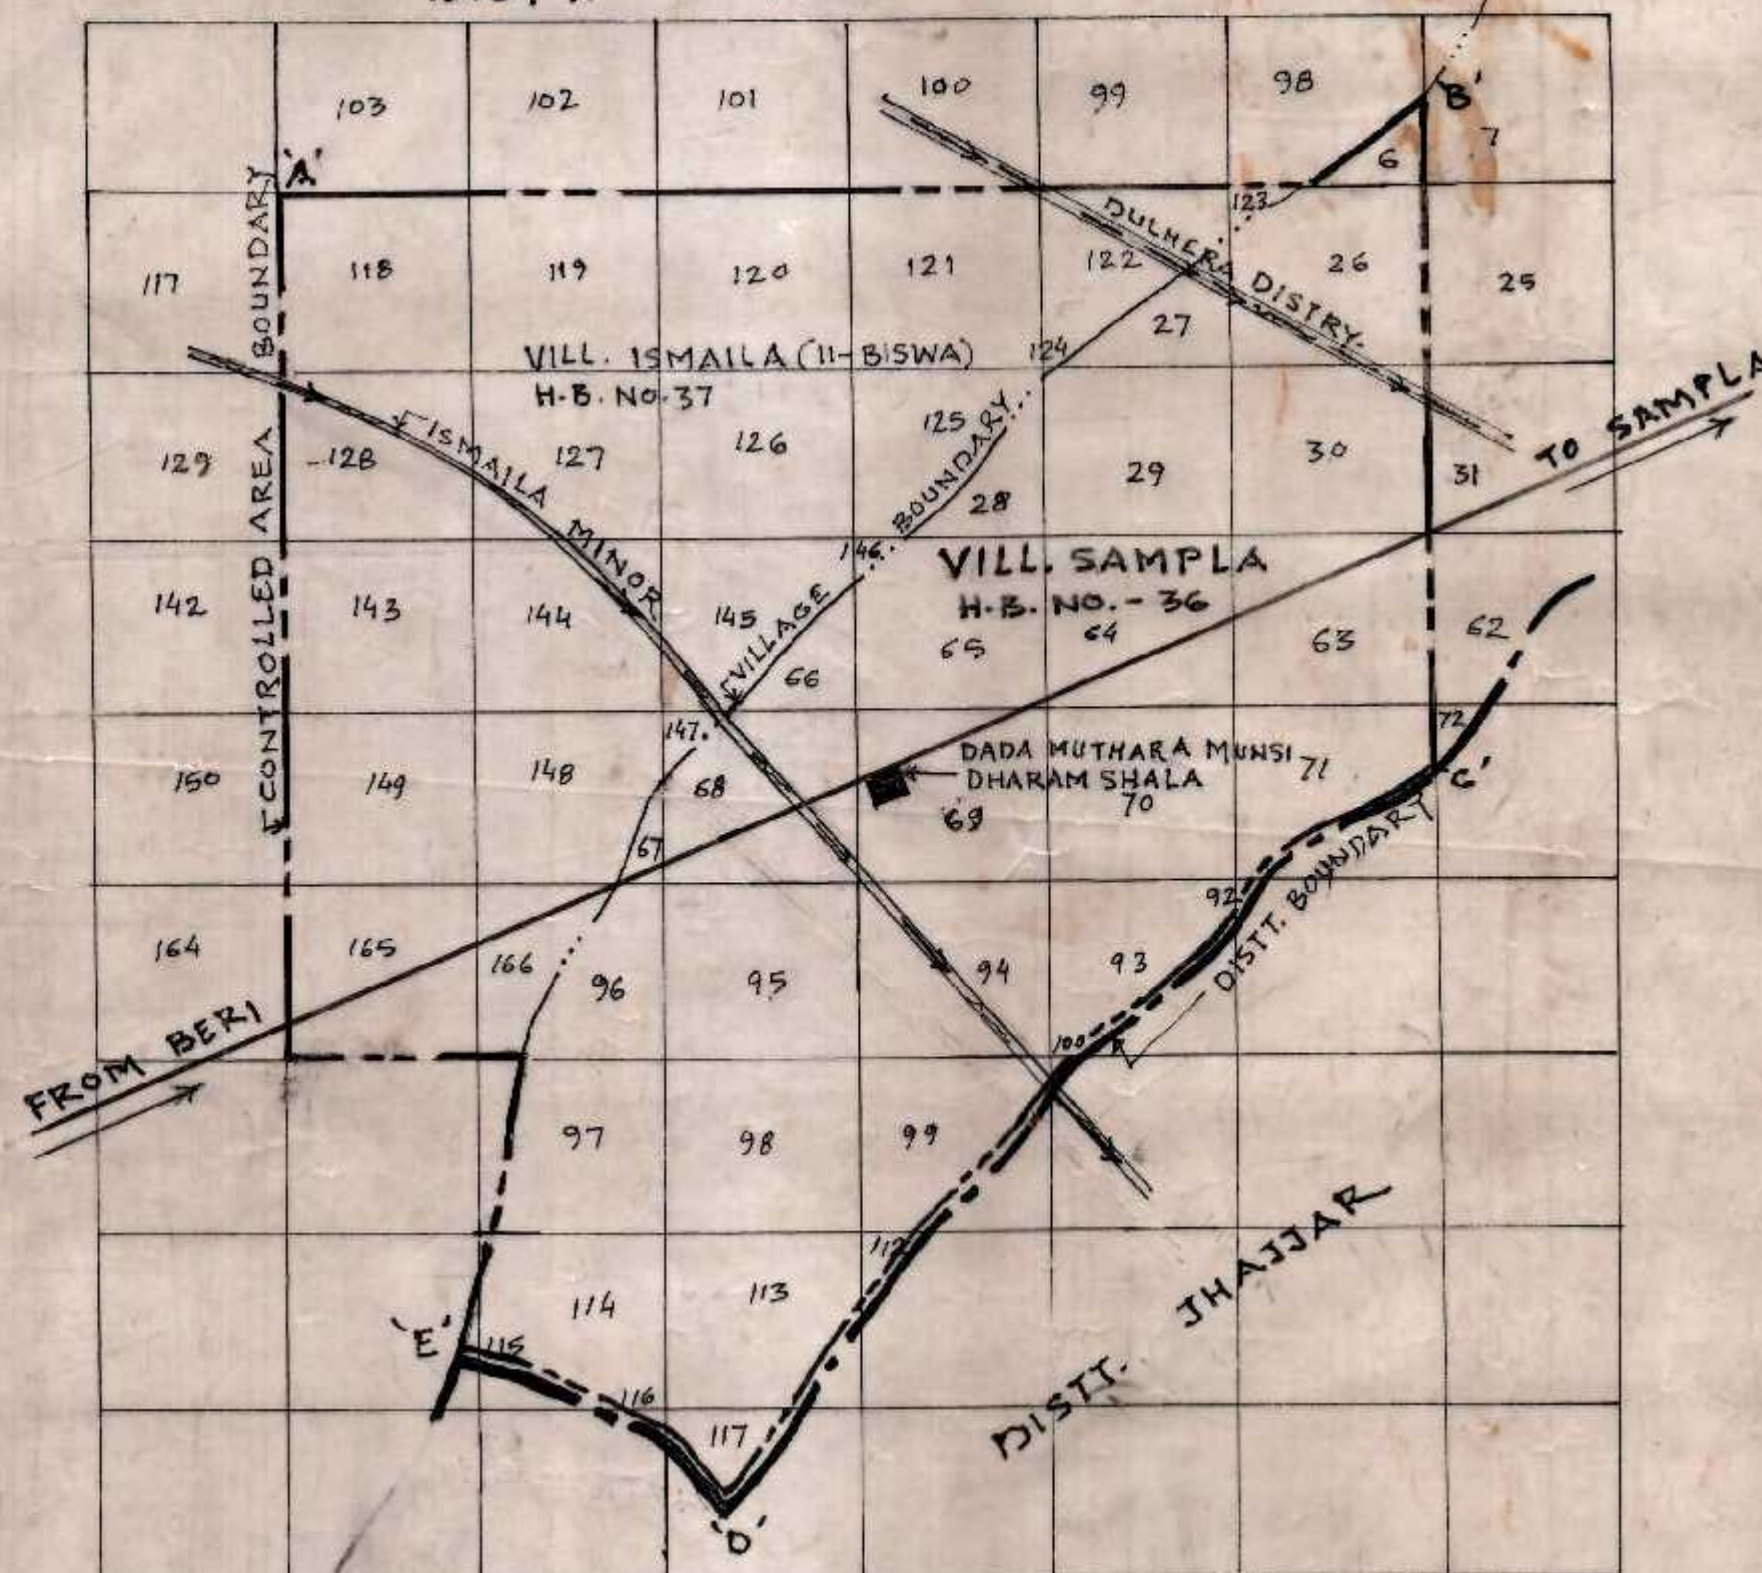 103 102 101 100 99 98 'B'
6 7
'A'
123
117 118 119 120 121 122 26 25
DULHERA DISTRY.
27
CONTROLLED AREA BOUNDARY
VILL. ISMAILA (11-BISWA)
H.B. NO. 37
124
TO SAMPLA
129 128 127 126 125 29 30 31
ISMAILA MINOR
28
VILLAGE BOUNDARY
146
VILL. SAMPLA
H.B. NO. - 36
142 143 144 145 65 64 63 62
66
147
72
DADA MUTHARA MUNSI
DHARAM SHALA
150 149 148 68 69 70 71
'C'
67
92
DISTT. BOUNDARY
164 165 166 96 95 94 93
FROM BERI
100
97 98 99
112
DISTT. JHAJJAR
114 113
'E'
115
116
117
'D'